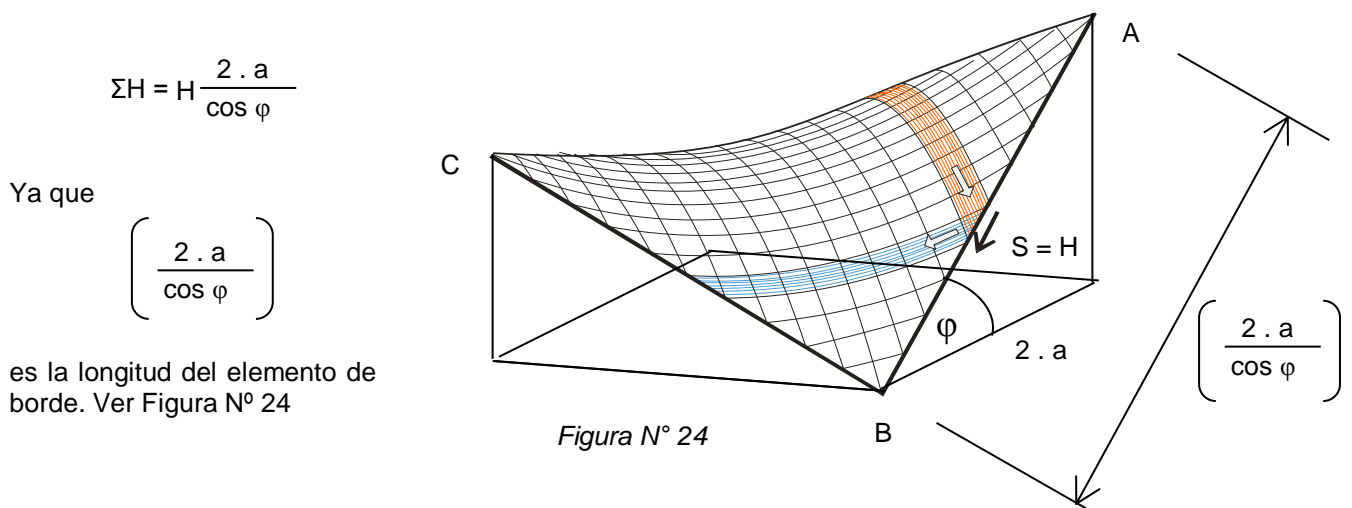 ΣH = H 2 . a / cos φ
Ya que
( 2 . a / cos φ )
es la longitud del elemento de
borde. Ver Figura Nº 24
A
C
S = H
φ
2 . a
( 2 . a / cos φ )
B
Figura N° 24